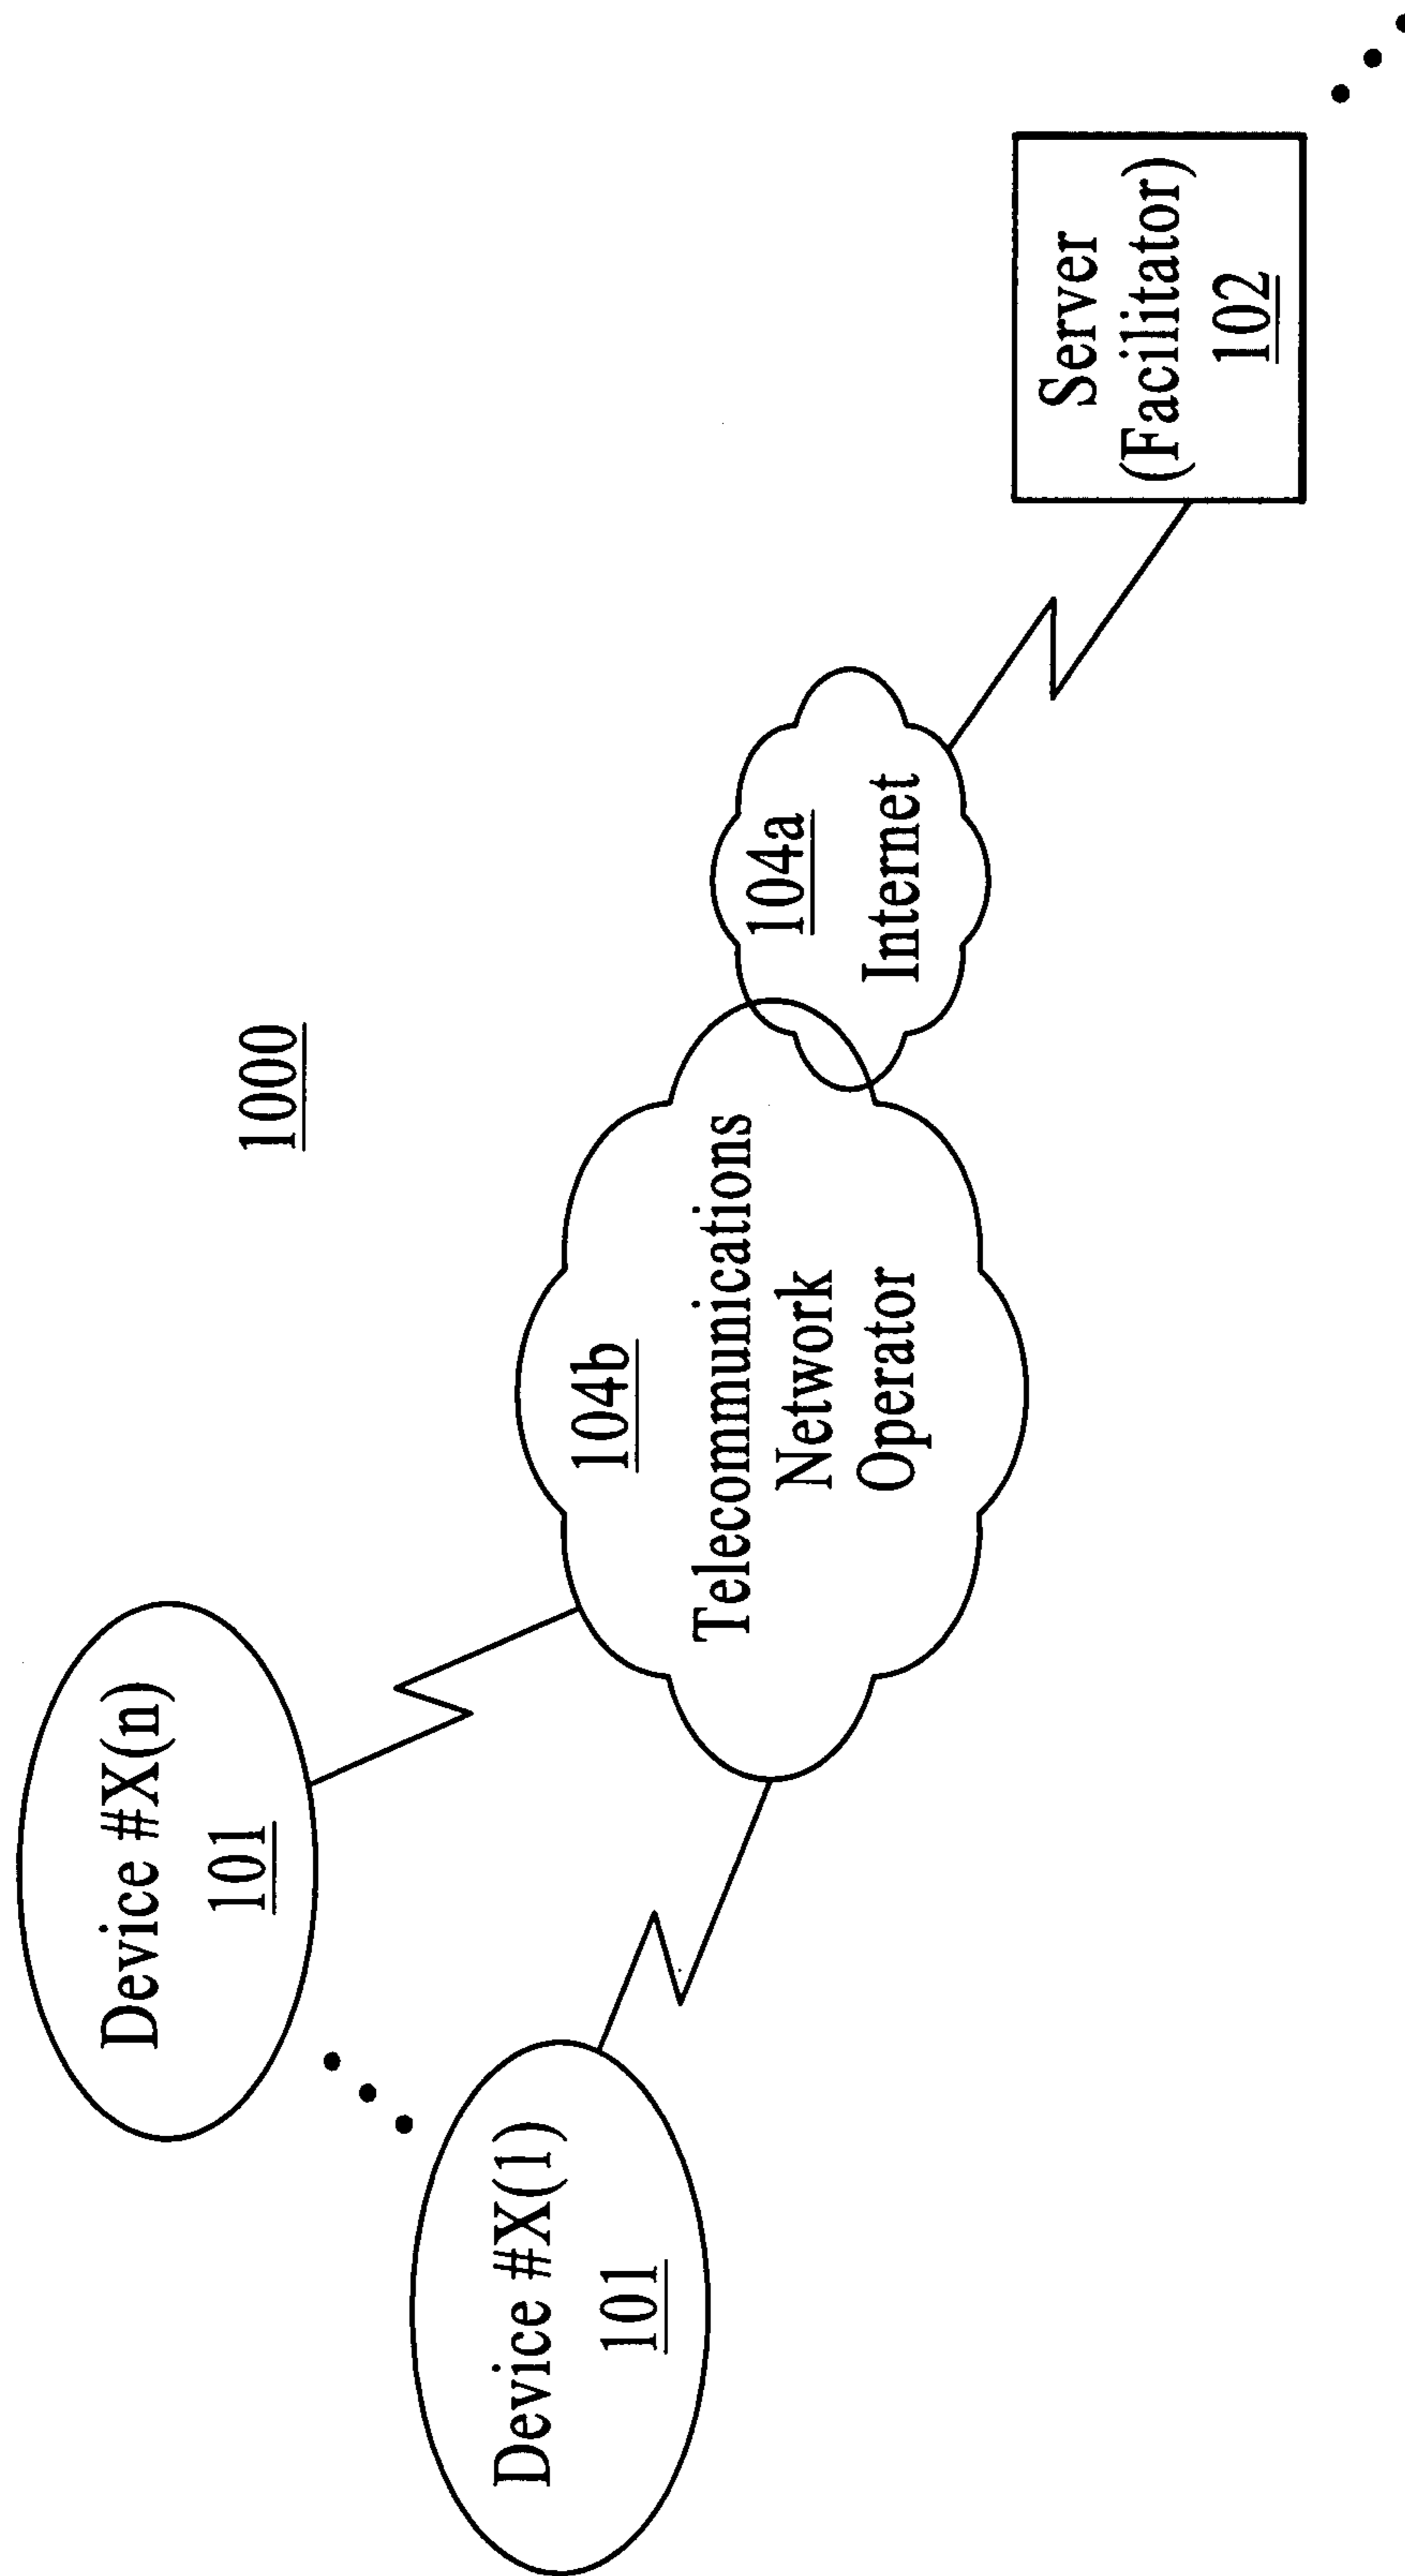 1000
Device #X(n)
101
Device #X(1)
101
104b
Telecommunications
Network
Operator
104a
Internet
Server
(Facilitator)
102